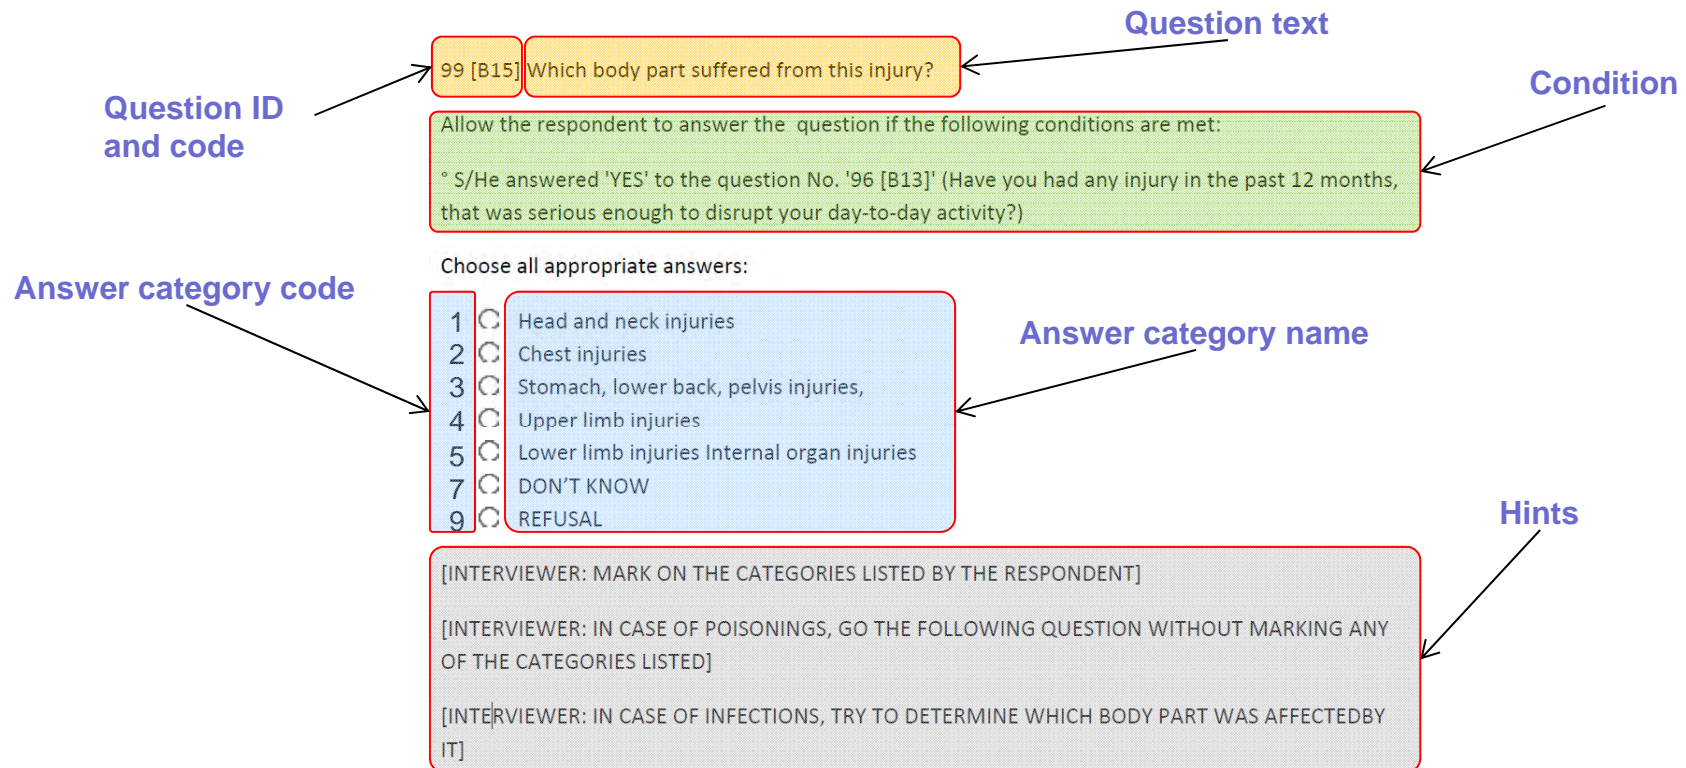 Question text
99 [B15] Which body part suffered from this injury?
Condition
Question ID
and code
Allow the respondent to answer the question if the following conditions are met:
° S/He answered 'YES' to the question No. '96 [B13]' (Have you had any injury in the past 12 months,
that was serious enough to disrupt your day-to-day activity?)
Choose all appropriate answers:
Answer category code
1 Head and neck injuries
2 Chest injuries
3 Stomach, lower back, pelvis injuries,
4 Upper limb injuries
5 Lower limb injuries Internal organ injuries
7 DON'T KNOW
9 REFUSAL
Answer category name
Hints
[INTERVIEWER: MARK ON THE CATEGORIES LISTED BY THE RESPONDENT]
[INTERVIEWER: IN CASE OF POISONINGS, GO THE FOLLOWING QUESTION WITHOUT MARKING ANY
OF THE CATEGORIES LISTED]
[INTERVIEWER: IN CASE OF INFECTIONS, TRY TO DETERMINE WHICH BODY PART WAS AFFECTEDBY
IT]